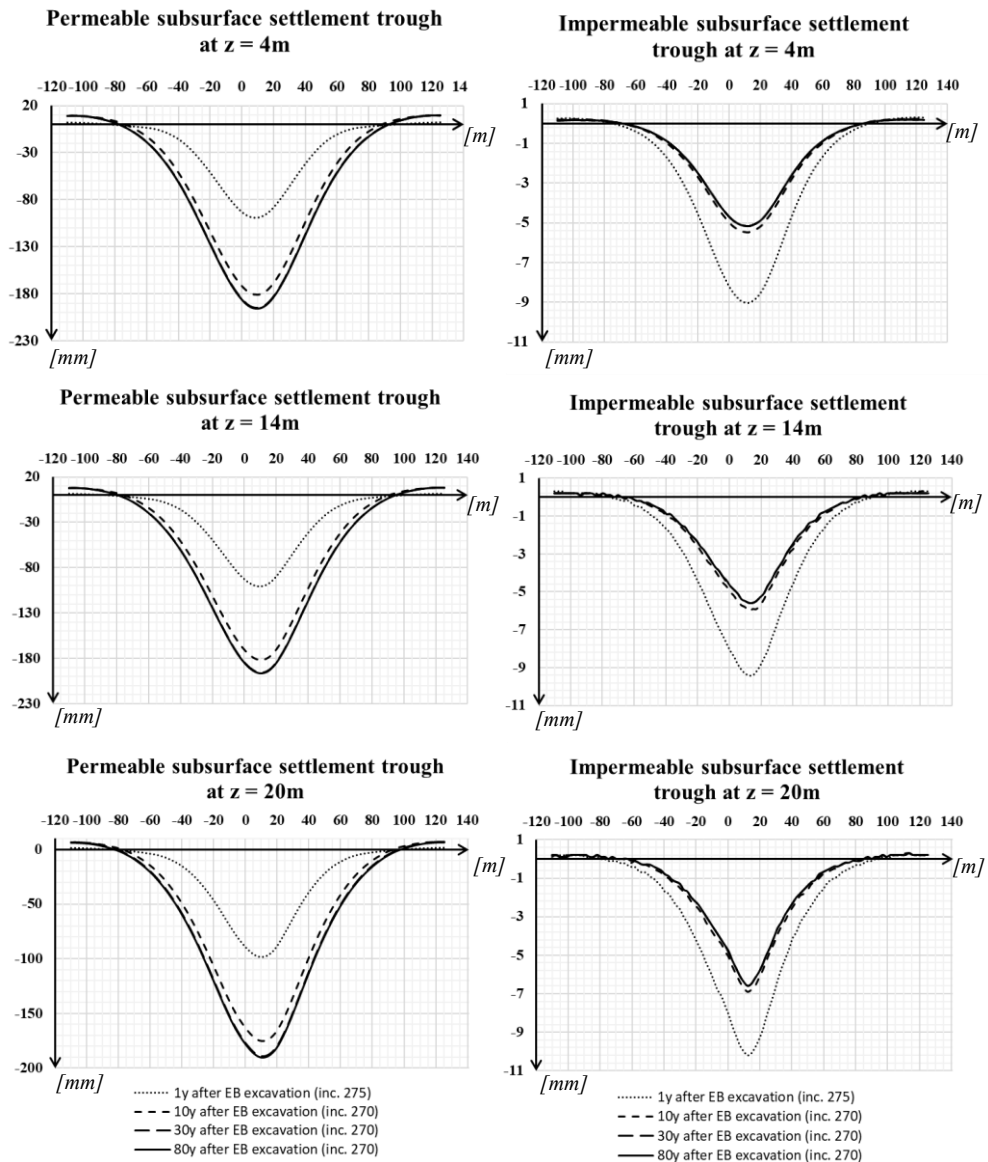 Permeable subsurface settlement trough
at z = 4m
-120 -100 -80 -60 -40 -20 0 20 40 60 80 100 120 14
20
-30
-80
-130
-180
-230
[m]
[mm]
Impermeable subsurface settlement
trough at z = 4m
-120 -100 -80 -60 -40 -20 0 20 40 60 80 100 120 140
1
-1
-3
-5
-7
-9
-11
[m]
[mm]
Permeable subsurface settlement trough
at z = 14m
-120 -100 -80 -60 -40 -20 0 20 40 60 80 100 120 140
20
-30
-80
-130
-180
-230
[m]
[mm]
Impermeable subsurface settlement
trough at z = 14m
-120 -100 -80 -60 -40 -20 0 20 40 60 80 100 120 140
1
-1
-3
-5
-7
-9
-11
[m]
[mm]
Permeable subsurface settlement trough
at z = 20m
-120 -100 -80 -60 -40 -20 0 20 40 60 80 100 120 140
0
-50
-100
-150
-200
[m]
[mm]
Impermeable subsurface settlement
trough at z = 20m
-120 -100 -80 -60 -40 -20 0 20 40 60 80 100 120 140
1
-1
-3
-5
-7
-9
-11
[m]
[mm]
1y after EB excavation (inc. 275)
10y after EB excavation (inc. 270)
30y after EB excavation (inc. 270)
80y after EB excavation (inc. 270)
1y after EB excavation (inc. 275)
10y after EB excavation (inc. 270)
30y after EB excavation (inc. 270)
80y after EB excavation (inc. 270)